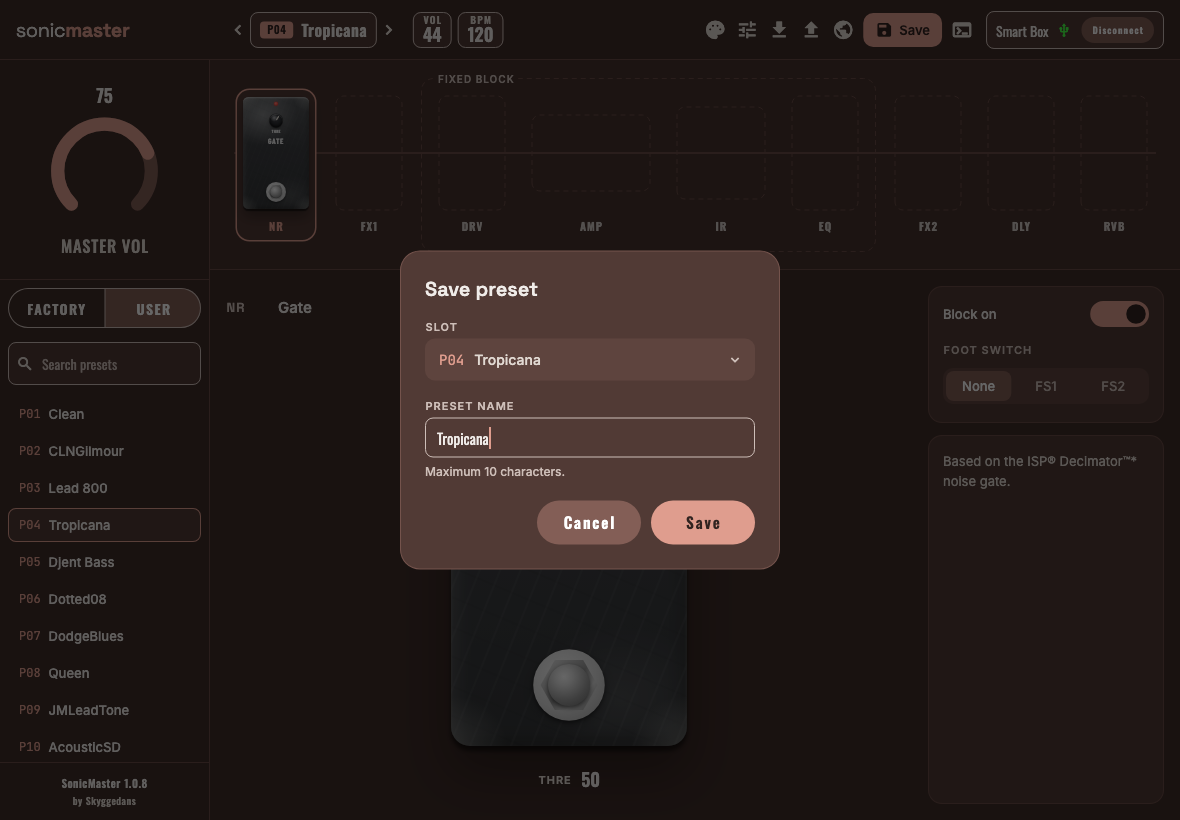 sonicmaster
P04 Tropicana
VOL
44
BPM
120
Save
Smart Box
Disconnect
75
MASTER VOL
FIXED BLOCK
THRE
GATE
NR
FX1
DRV
AMP
IR
EQ
FX2
DLY
RVB
FACTORY
USER
Search presets
P01 Clean
P02 CLNGilmour
P03 Lead 800
P04 Tropicana
P05 Djent Bass
P06 Dotted08
P07 DodgeBlues
P08 Queen
P09 JMLeadTone
P10 AcousticSD
SonicMaster 1.0.8
by Skyggedans
NR Gate
Save preset
SLOT
P04 Tropicana
PRESET NAME
Tropicana
Maximum 10 characters.
Cancel
Save
THRE 50
Block on
FOOT SWITCH
None
FS1
FS2
Based on the ISP® Decimator™*
noise gate.